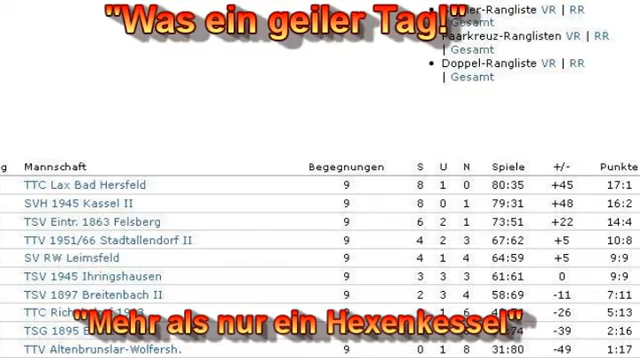 "Was ein geiler Tag!"
-Rangliste VR | RR
| Gesamt
Paarkreuz-Ranglisten VR | RR
| Gesamt
Doppel-Rangliste VR | RR
| Gesamt
Mannschaft Begegnungen S U N Spiele +/- Punkte
TTC Lax Bad Hersfeld 9 8 1 0 80:35 +45 17:1
SVH 1945 Kassel II 9 8 0 1 79:31 +48 16:2
TSV Eintr. 1863 Felsberg 9 6 2 1 73:51 +22 14:4
TTV 1951/66 Stadtallendorf II 9 4 2 3 67:62 +5 10:8
SV RW Leimsfeld 9 4 1 4 64:59 +5 9:9
TSV 1945 Ihringshausen 9 3 3 3 61:61 0 9:9
TSV 1897 Breitenbach II 9 2 3 4 58:69 -11 7:11
TTC 9 6 -26 5:13
"Mehr als nur ein Hexenkessel"
TSG 1895 -39 2:16
TTV Altenbrunslar-Wolfersh. 9 0 1 8 31:80 -49 1:17